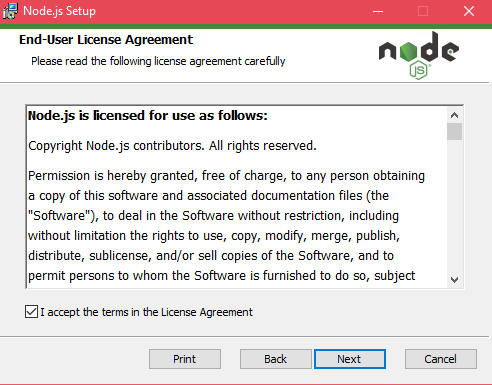 Node.js Setup
End-User License Agreement
Please read the following license agreement carefully
node
JS
Node.js is licensed for use as follows:
Copyright Node.js contributors. All rights reserved.
Permission is hereby granted, free of charge, to any person obtaining
a copy of this software and associated documentation files (the
"Software"), to deal in the Software without restriction, including
without limitation the rights to use, copy, modify, merge, publish,
distribute, sublicense, and/or sell copies of the Software, and to
permit persons to whom the Software is furnished to do so, subject
I accept the terms in the License Agreement
Print
Back
Next
Cancel